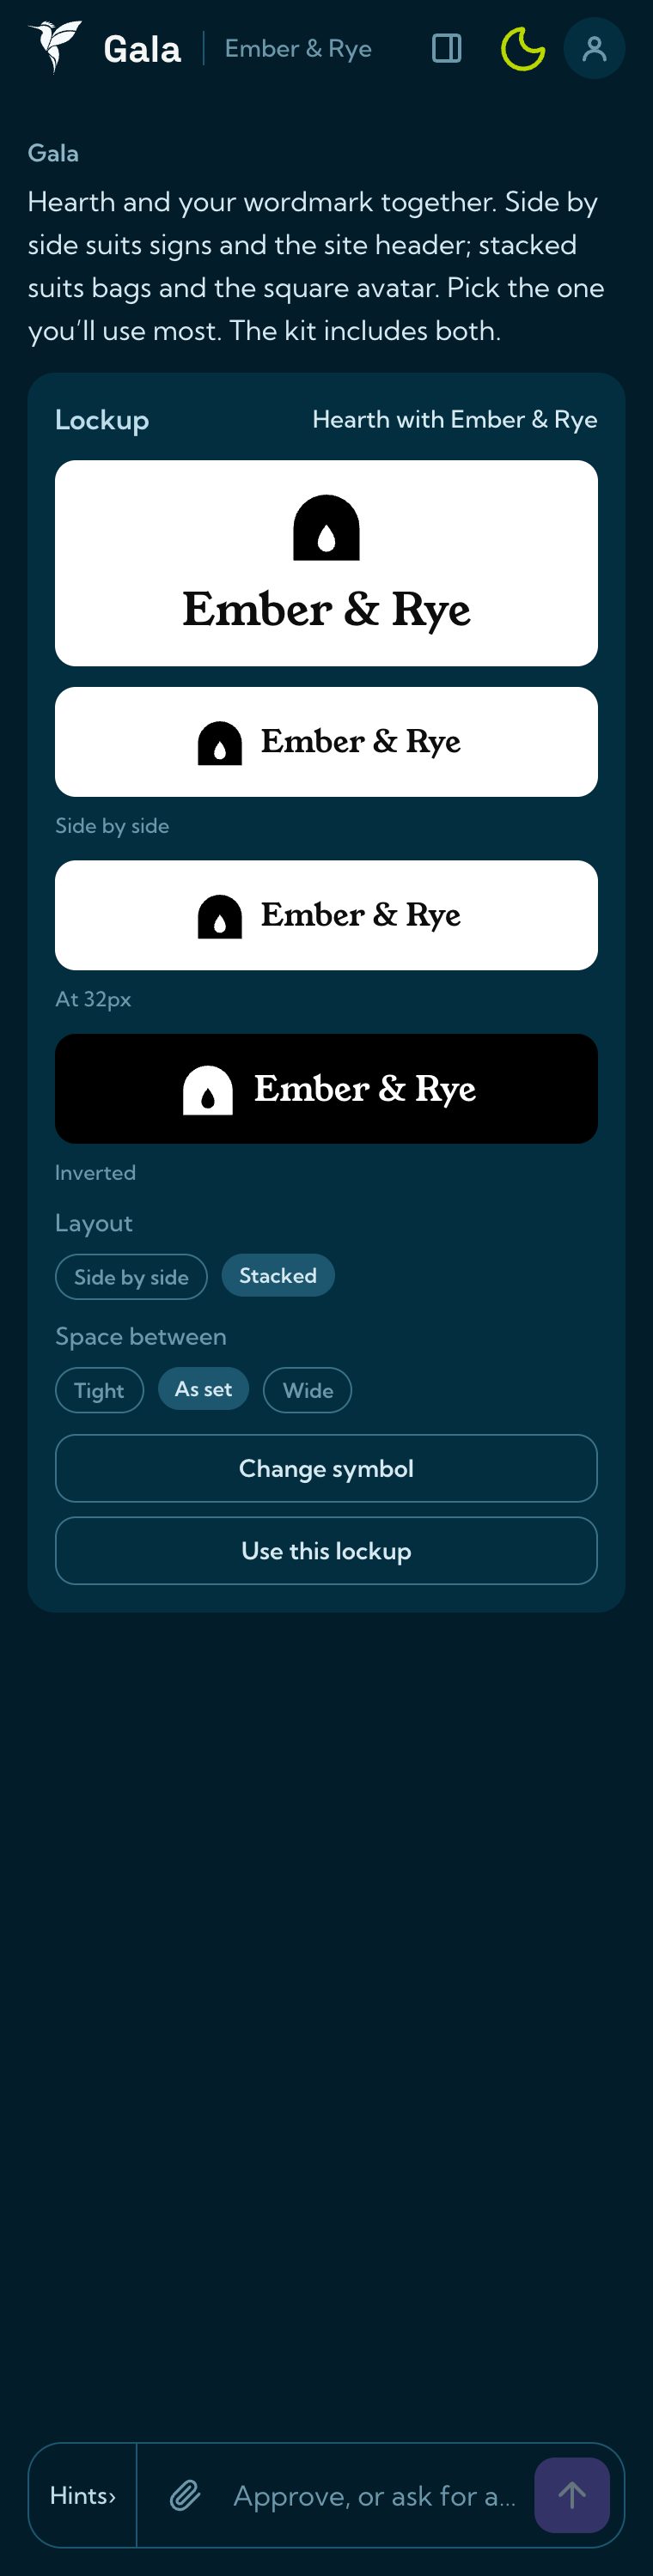 Gala
Ember & Rye
Gala
Hearth and your wordmark together. Side by
side suits signs and the site header; stacked
suits bags and the square avatar. Pick the one
you’ll use most. The kit includes both.
Lockup
Hearth with Ember & Rye
Ember & Rye
Ember & Rye
Side by side
Ember & Rye
At 32px
Ember & Rye
Inverted
Layout
Side by side
Stacked
Space between
Tight
As set
Wide
Change symbol
Use this lockup
Hints›
Approve, or ask for a...